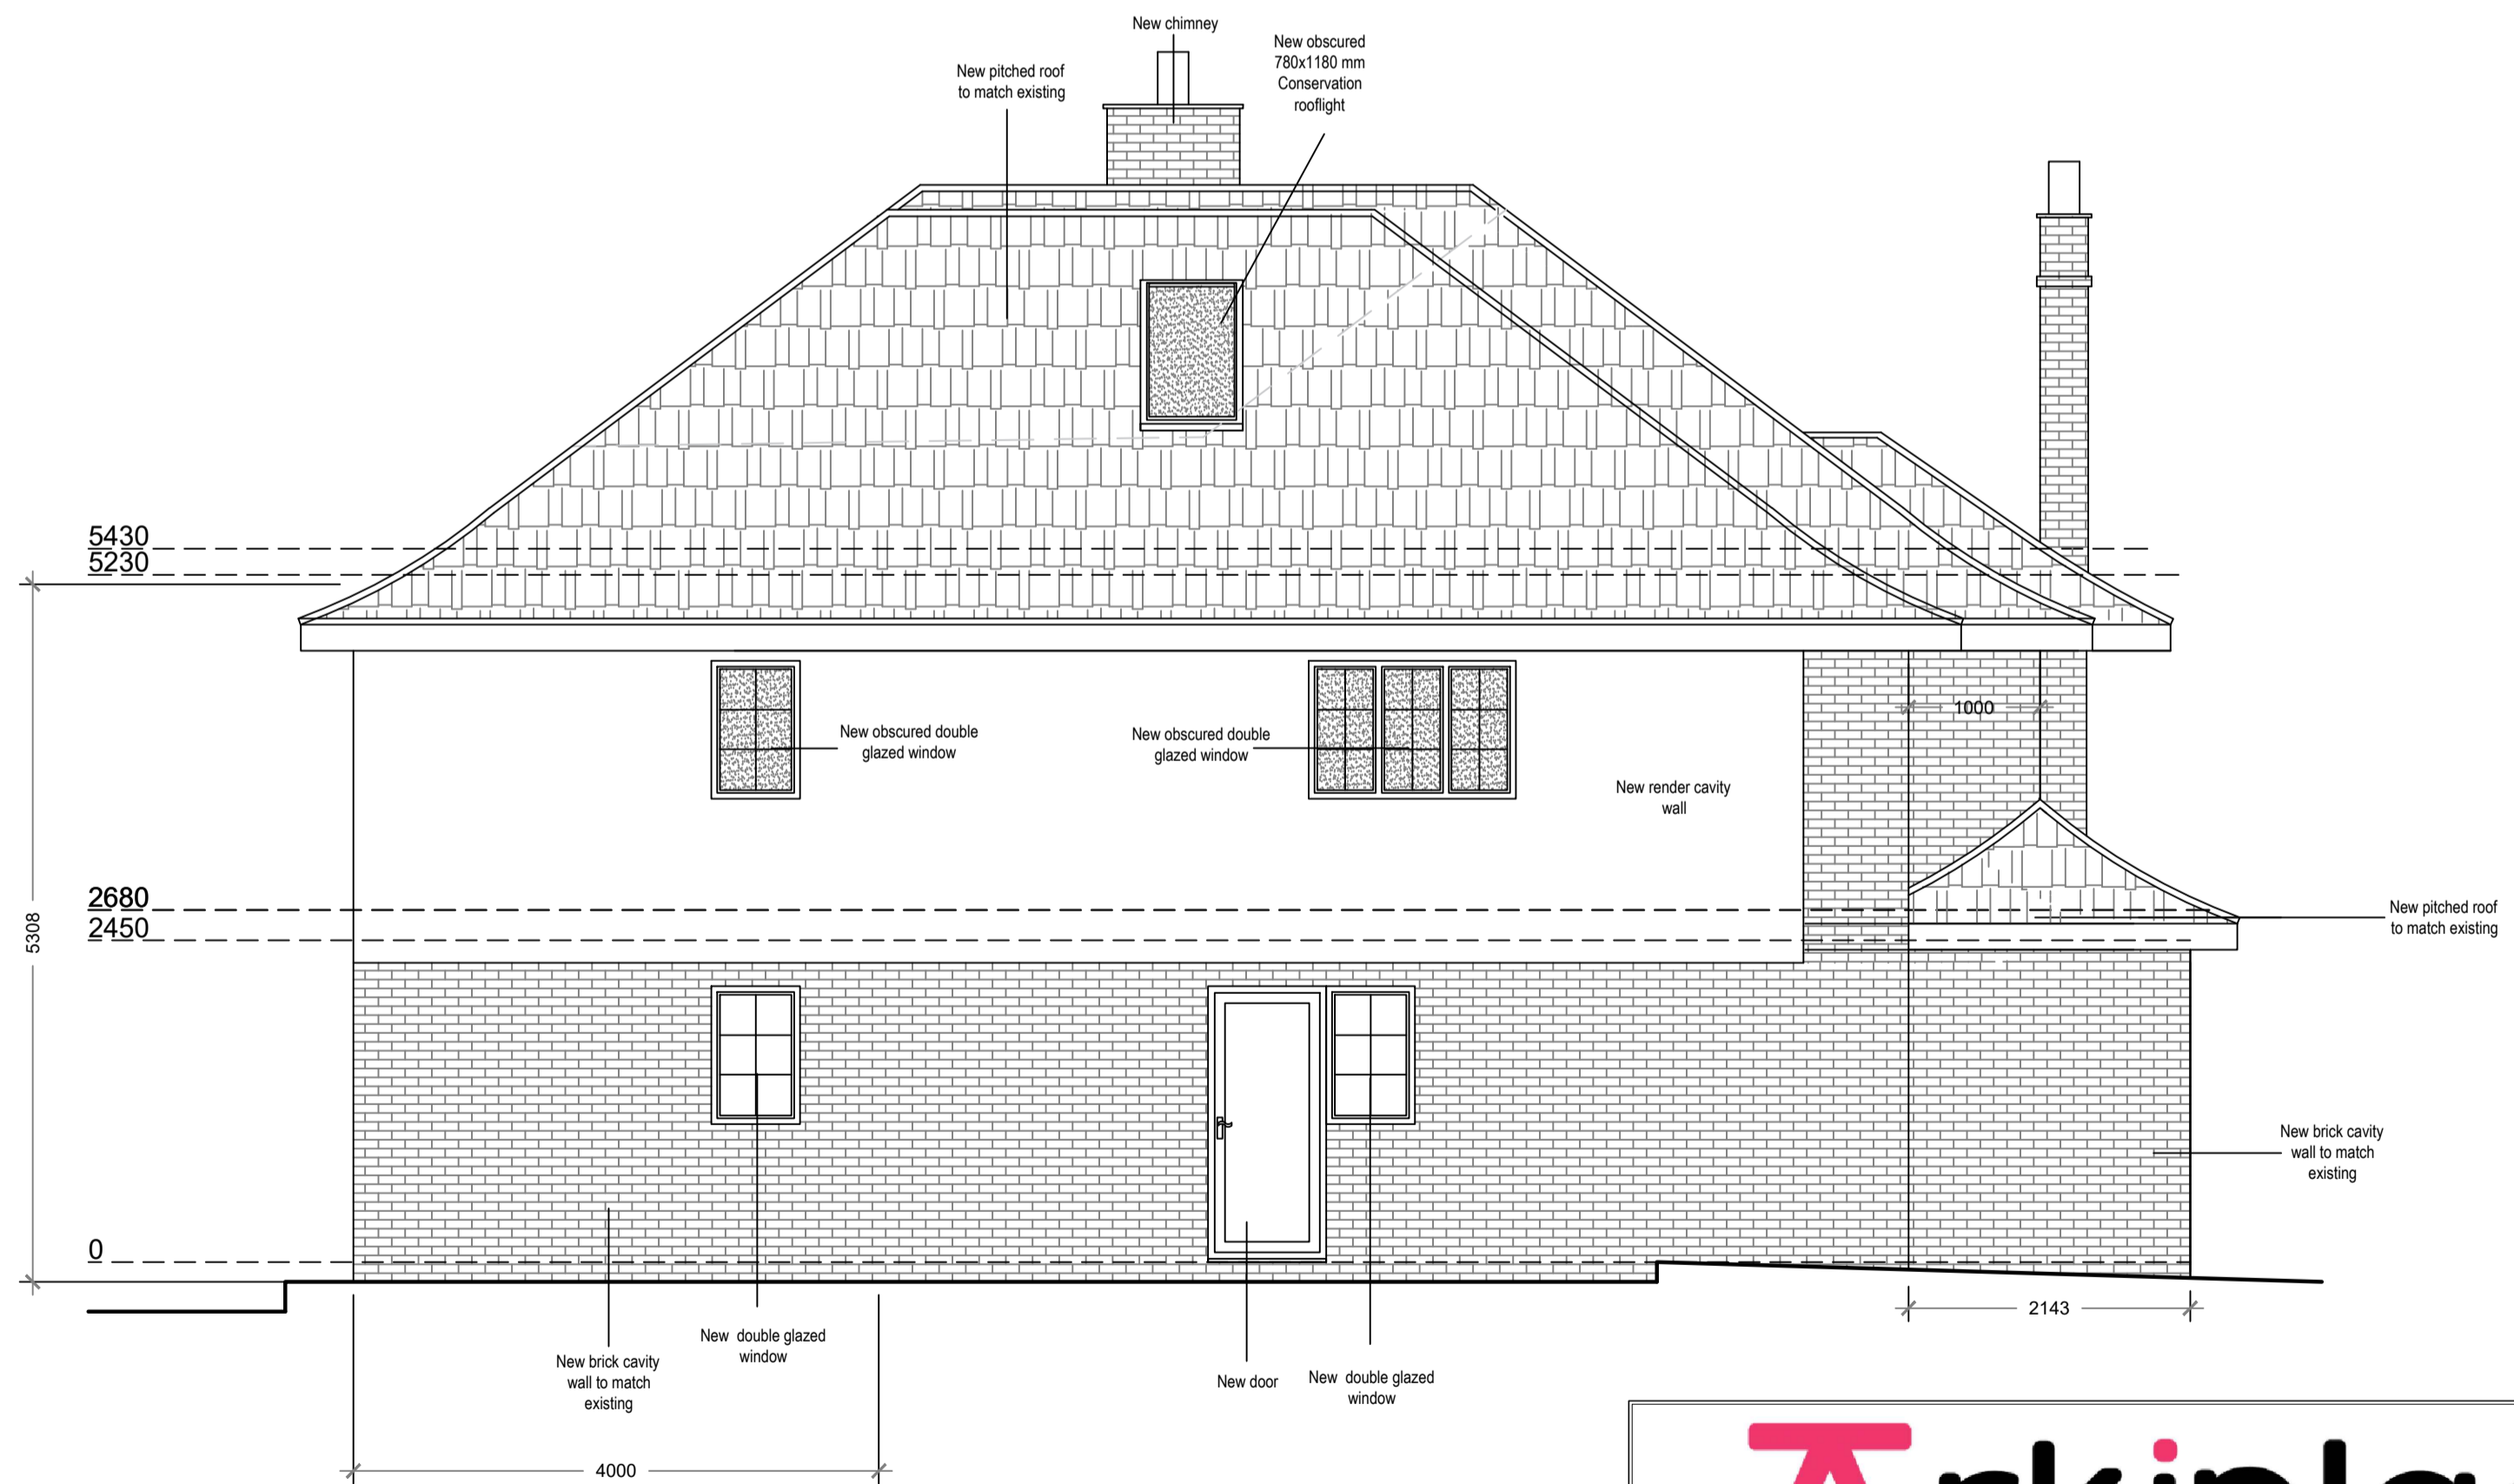 New chimney
New obscured
780x1180 mm
Conservation
rooflight
New pitched roof
to match existing
5430
5230
New obscured double
glazed window
New obscured double
glazed window
1000
New render cavity
wall
2680
2450
5308
New pitched roof
to match existing
New brick cavity
wall to match
existing
0
2143
New double glazed
window
New brick cavity
wall to match
existing
New door
New double glazed
window
4000